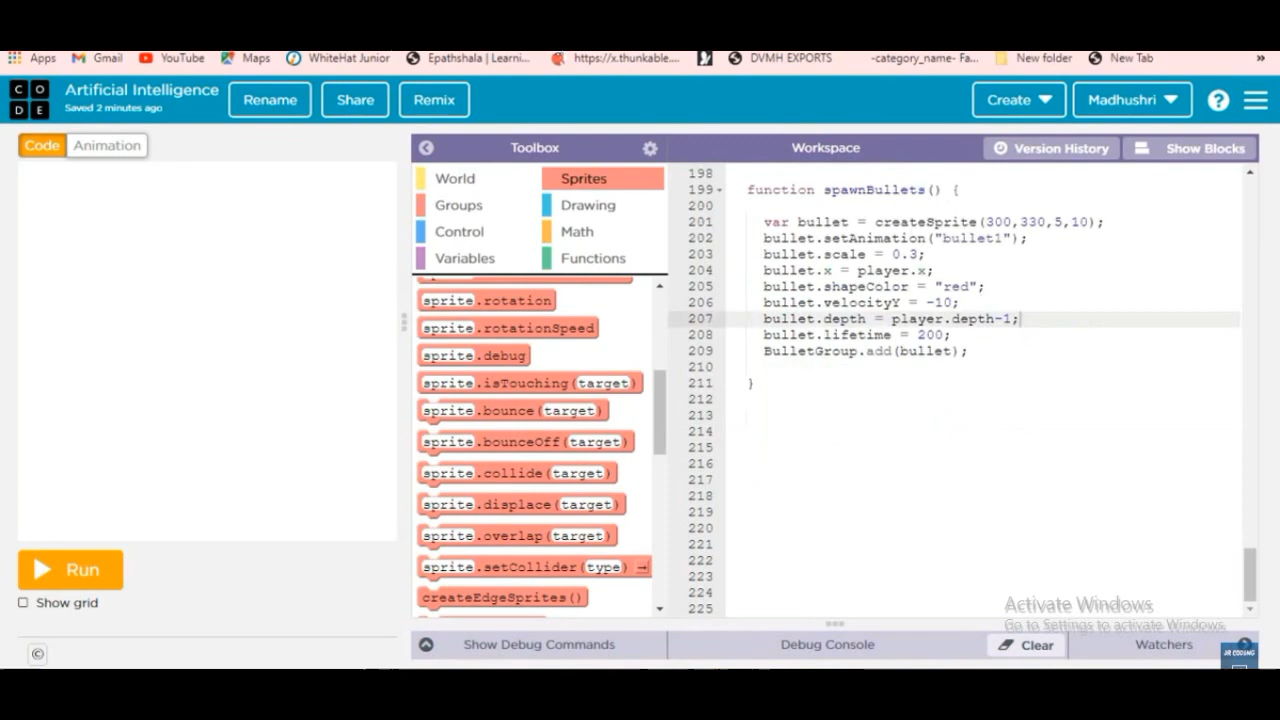 Apps Gmail YouTube Maps WhiteHat Junior Epathshala | Learni... https://x.thunkable.... DVMH EXPORTS -category_name- Fa... New folder New Tab »
CODE
Artificial Intelligence
Saved 2 minutes ago
Rename Share Remix Create Madhushri ?
Code Animation
Toolbox
Workspace Version History Show Blocks
World Sprites
Groups Drawing
Control Math
Variables Functions
sprite.rotation
sprite.rotationSpeed
sprite.debug
sprite.isTouching(target)
sprite.bounce(target)
sprite.bounceOff(target)
sprite.collide(target)
sprite.displace(target)
sprite.overlap(target)
sprite.setCollider(type) →
createEdgeSprites()
198
199 function spawnBullets() {
200
201 var bullet = createSprite(300,330,5,10);
202 bullet.setAnimation("bullet1");
203 bullet.scale = 0.3;
204 bullet.x = player.x;
205 bullet.shapeColor = "red";
206 bullet.velocityY = -10;
207 bullet.depth = player.depth-1;
208 bullet.lifetime = 200;
209 BulletGroup.add(bullet);
210
211 }
212
213
214
215
216
217
218
219
220
221
222
223
224
225
Run
Show grid
©
Activate Windows
Go to Settings to activate Windows.
Show Debug Commands Debug Console Clear Watchers
JR CODING